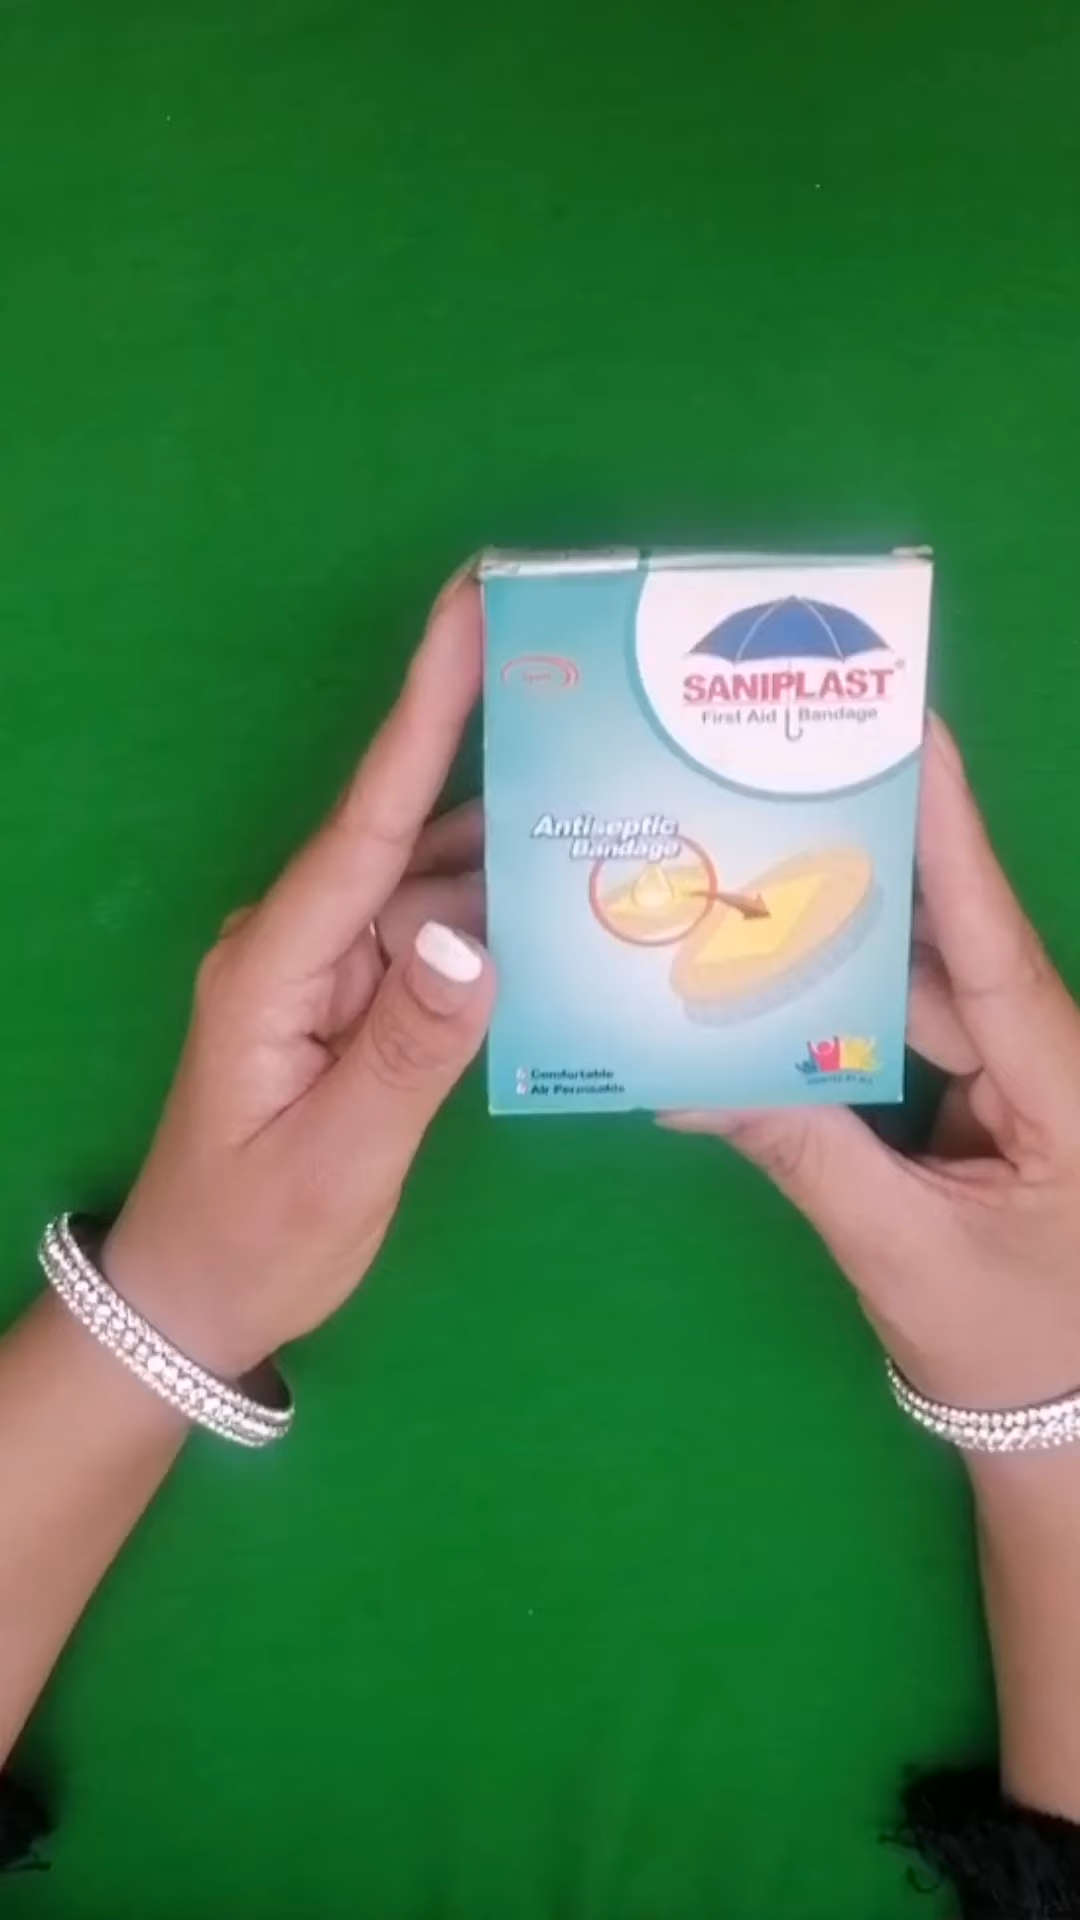 SANIPLAST®
First Aid Bandage
Antiseptic
Bandage
Comfortable
Air Permeable